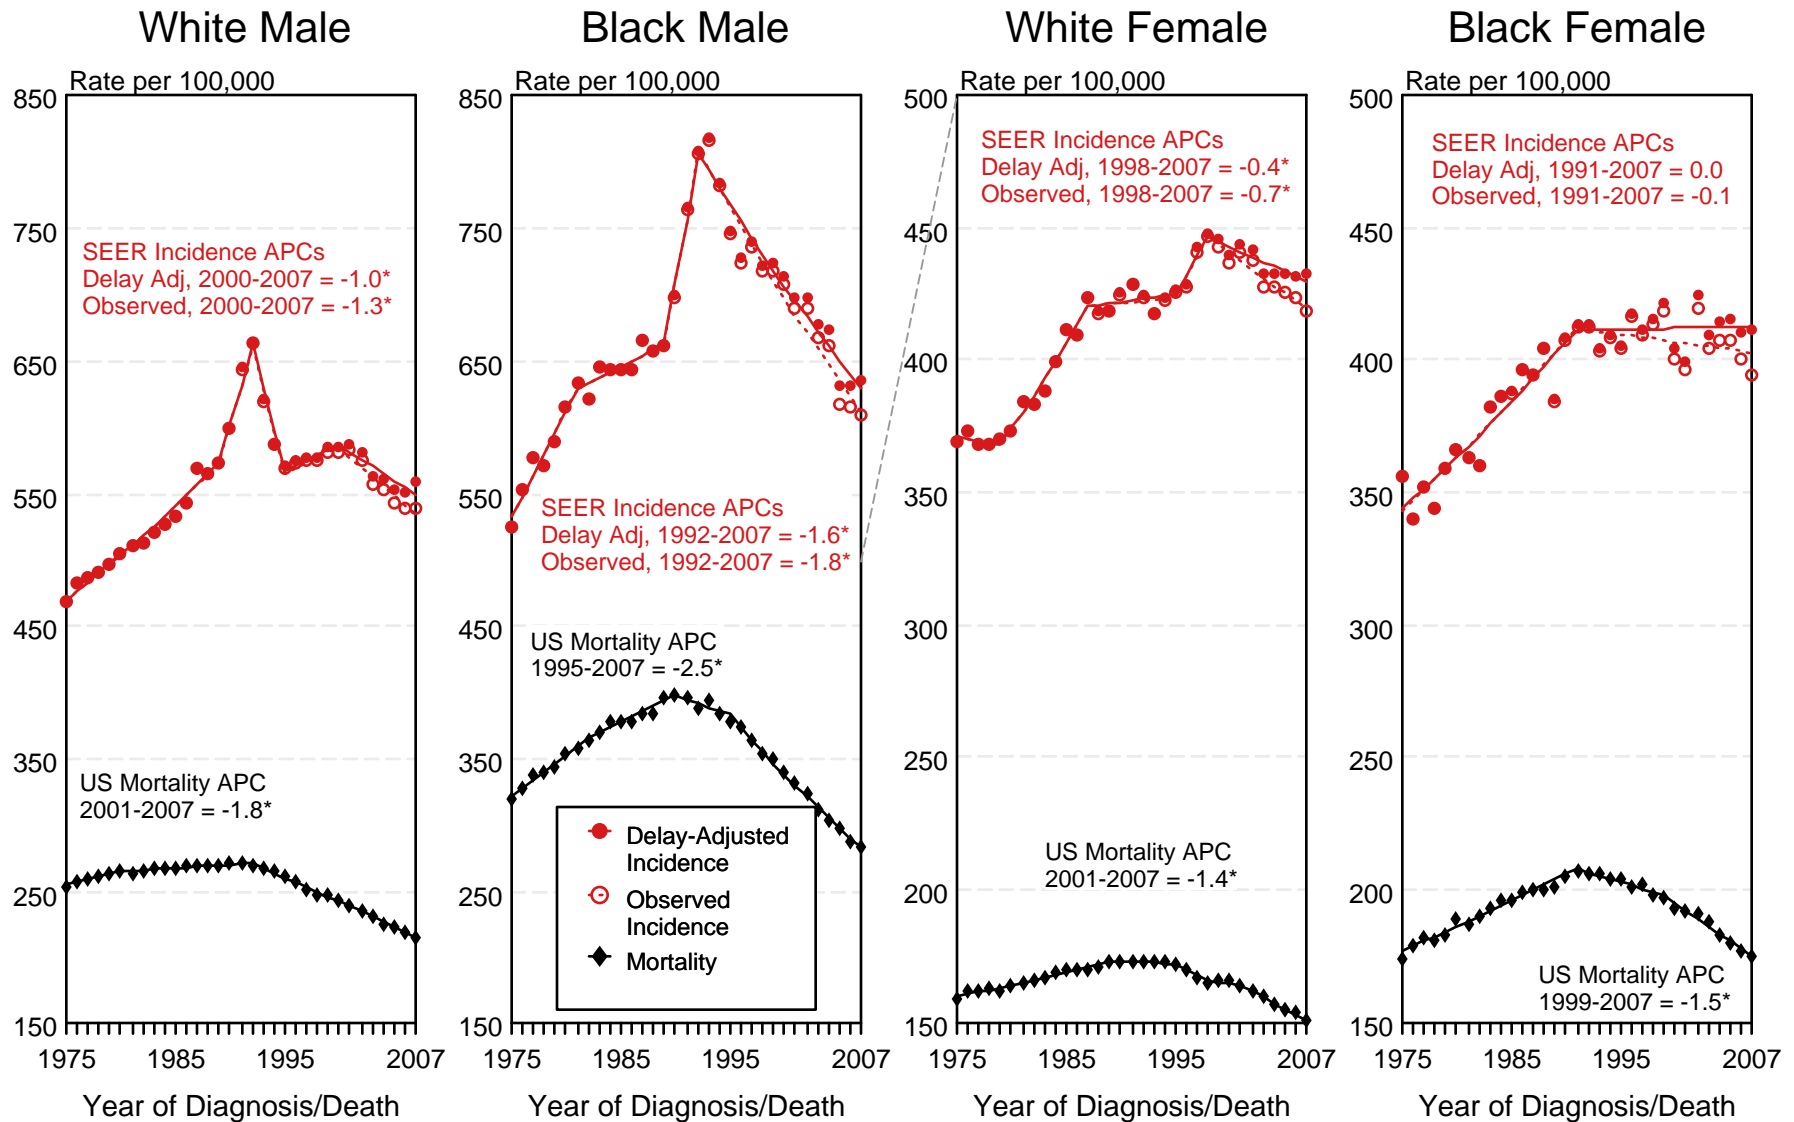 White Male
Rate per 100,000
850
750
650
550
450
350
250
150
SEER Incidence APCs
Delay Adj, 2000-2007 = -1.0*
Observed, 2000-2007 = -1.3*
US Mortality APC
2001-2007 = -1.8*
1975
1985
1995
2007
Year of Diagnosis/Death
Black Male
Rate per 100,000
850
750
650
550
450
350
250
150
SEER Incidence APCs
Delay Adj, 1992-2007 = -1.6*
Observed, 1992-2007 = -1.8*
US Mortality APC
1995-2007 = -2.5*
Delay-Adjusted
Incidence
Observed
Incidence
Mortality
1975
1985
1995
2007
Year of Diagnosis/Death
White Female
Rate per 100,000
500
450
400
350
300
250
200
150
SEER Incidence APCs
Delay Adj, 1998-2007 = -0.4*
Observed, 1998-2007 = -0.7*
US Mortality APC
2001-2007 = -1.4*
1975
1985
1995
2007
Year of Diagnosis/Death
Black Female
Rate per 100,000
500
450
400
350
300
250
200
150
SEER Incidence APCs
Delay Adj, 1991-2007 = 0.0
Observed, 1991-2007 = -0.1
US Mortality APC
1999-2007 = -1.5*
1975
1985
1995
2007
Year of Diagnosis/Death